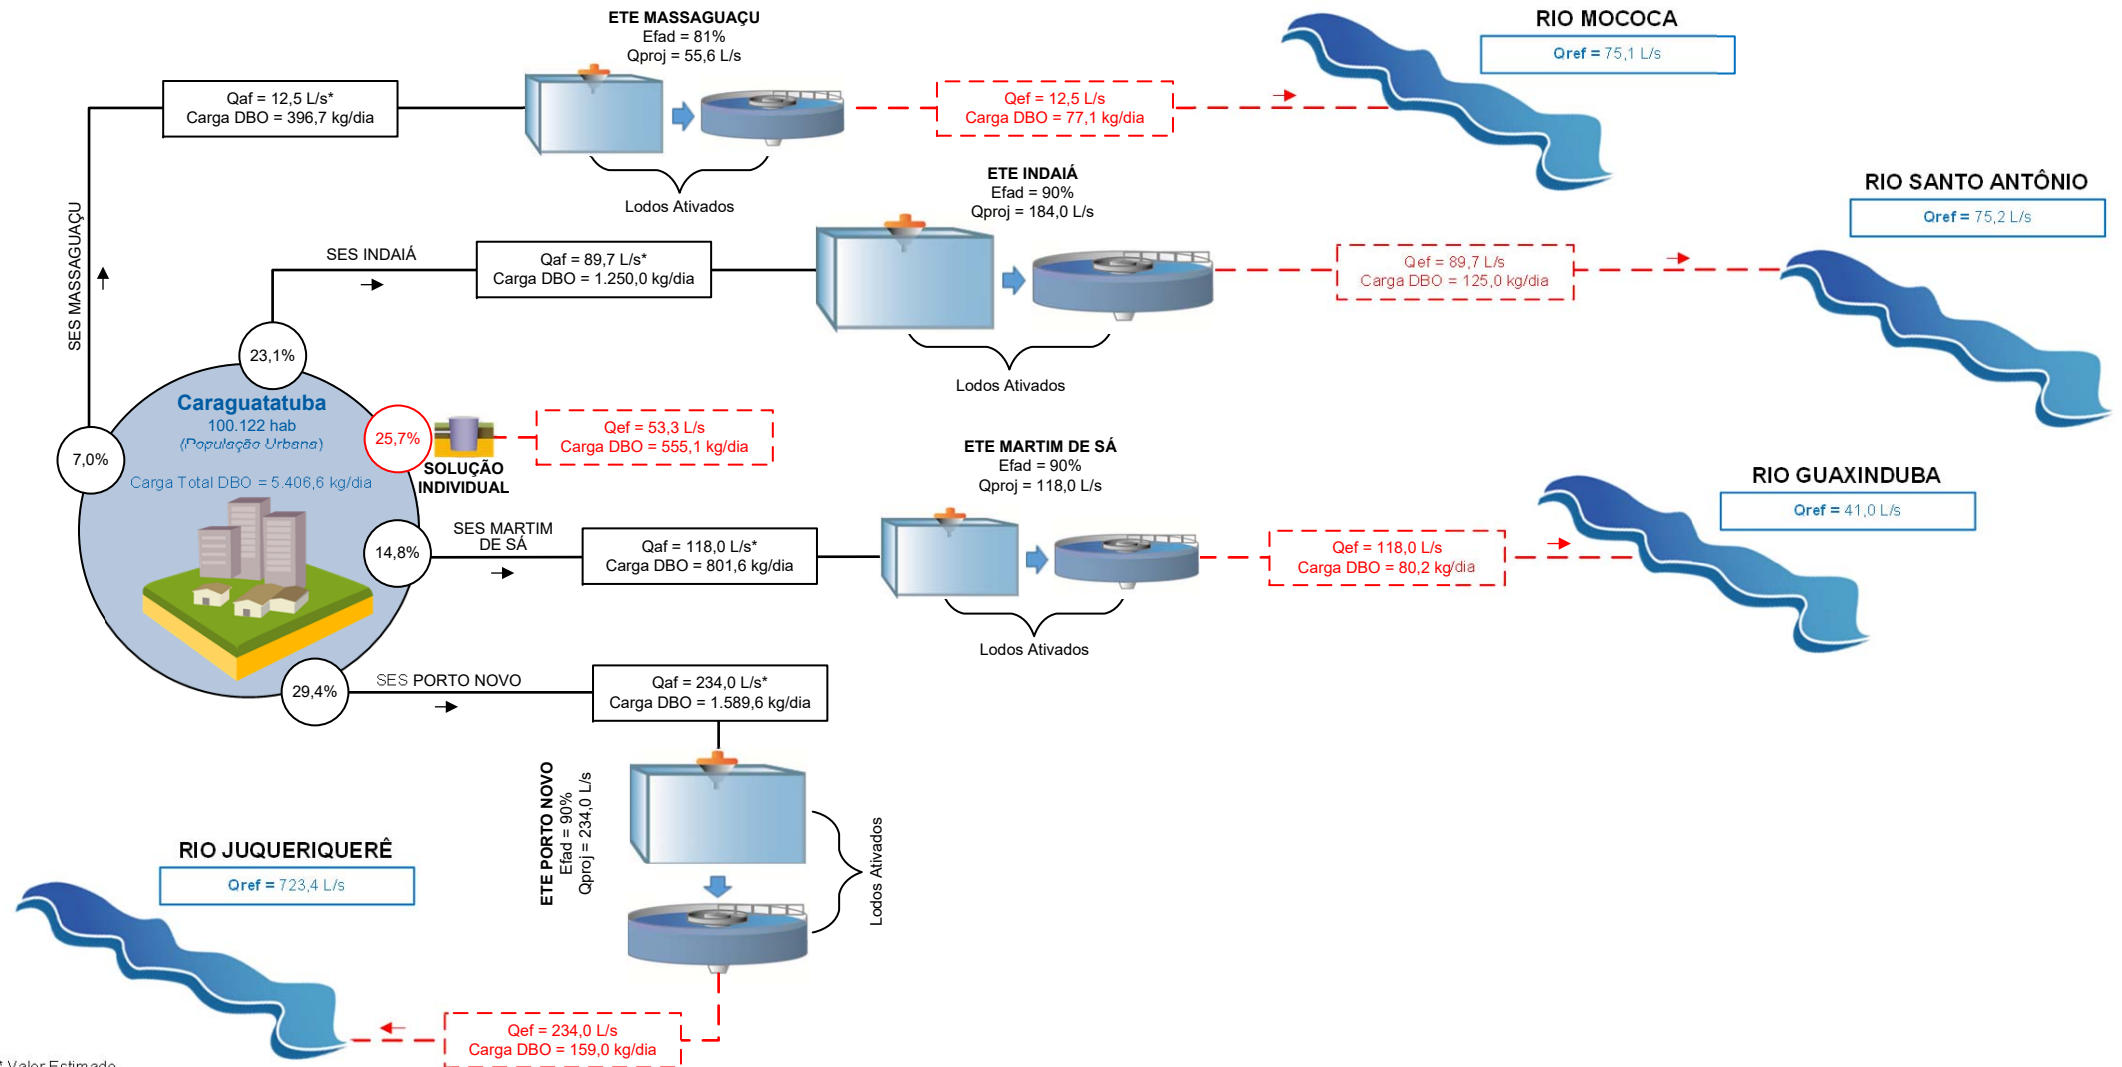 ETE MASSAGUAÇU
Efad = 81%
Qproj = 55,6 L/s
RIO MOCOCA
Qref = 75,1 L/s
Qaf = 12,5 L/s*
Carga DBO = 396,7 kg/dia
Qef = 12,5 L/s
Carga DBO = 77,1 kg/dia
Lodos Ativados
SES MASSAGUAÇU
ETE INDAIÁ
Efad = 90%
Qproj = 184,0 L/s
RIO SANTO ANTÔNIO
Qref = 75,2 L/s
SES INDAIÁ
Qaf = 89,7 L/s*
Carga DBO = 1.250,0 kg/dia
Qef = 89,7 L/s
Carga DBO = 125,0 kg/dia
Lodos Ativados
23,1%
Caraguatatuba
100.122 hab
(População Urbana)
Carga Total DBO = 5.406,6 kg/dia
7,0%
25,7%
SOLUÇÃO
INDIVIDUAL
Qef = 53,3 L/s
Carga DBO = 555,1 kg/dia
ETE MARTIM DE SÁ
Efad = 90%
Qproj = 118,0 L/s
RIO GUAXINDUBA
Qref = 41,0 L/s
14,8%
SES MARTIM
DE SÁ
Qaf = 118,0 L/s*
Carga DBO = 801,6 kg/dia
Qef = 118,0 L/s
Carga DBO = 80,2 kg/dia
Lodos Ativados
29,4%
SES PORTO NOVO
Qaf = 234,0 L/s*
Carga DBO = 1.589,6 kg/dia
ETE PORTO NOVO
Efad = 90%
Qproj = 234,0 L/s
Lodos Ativados
RIO JUQUERIQUERÊ
Qref = 723,4 L/s
Qef = 234,0 L/s
Carga DBO = 159,0 kg/dia
* Valor Estimado